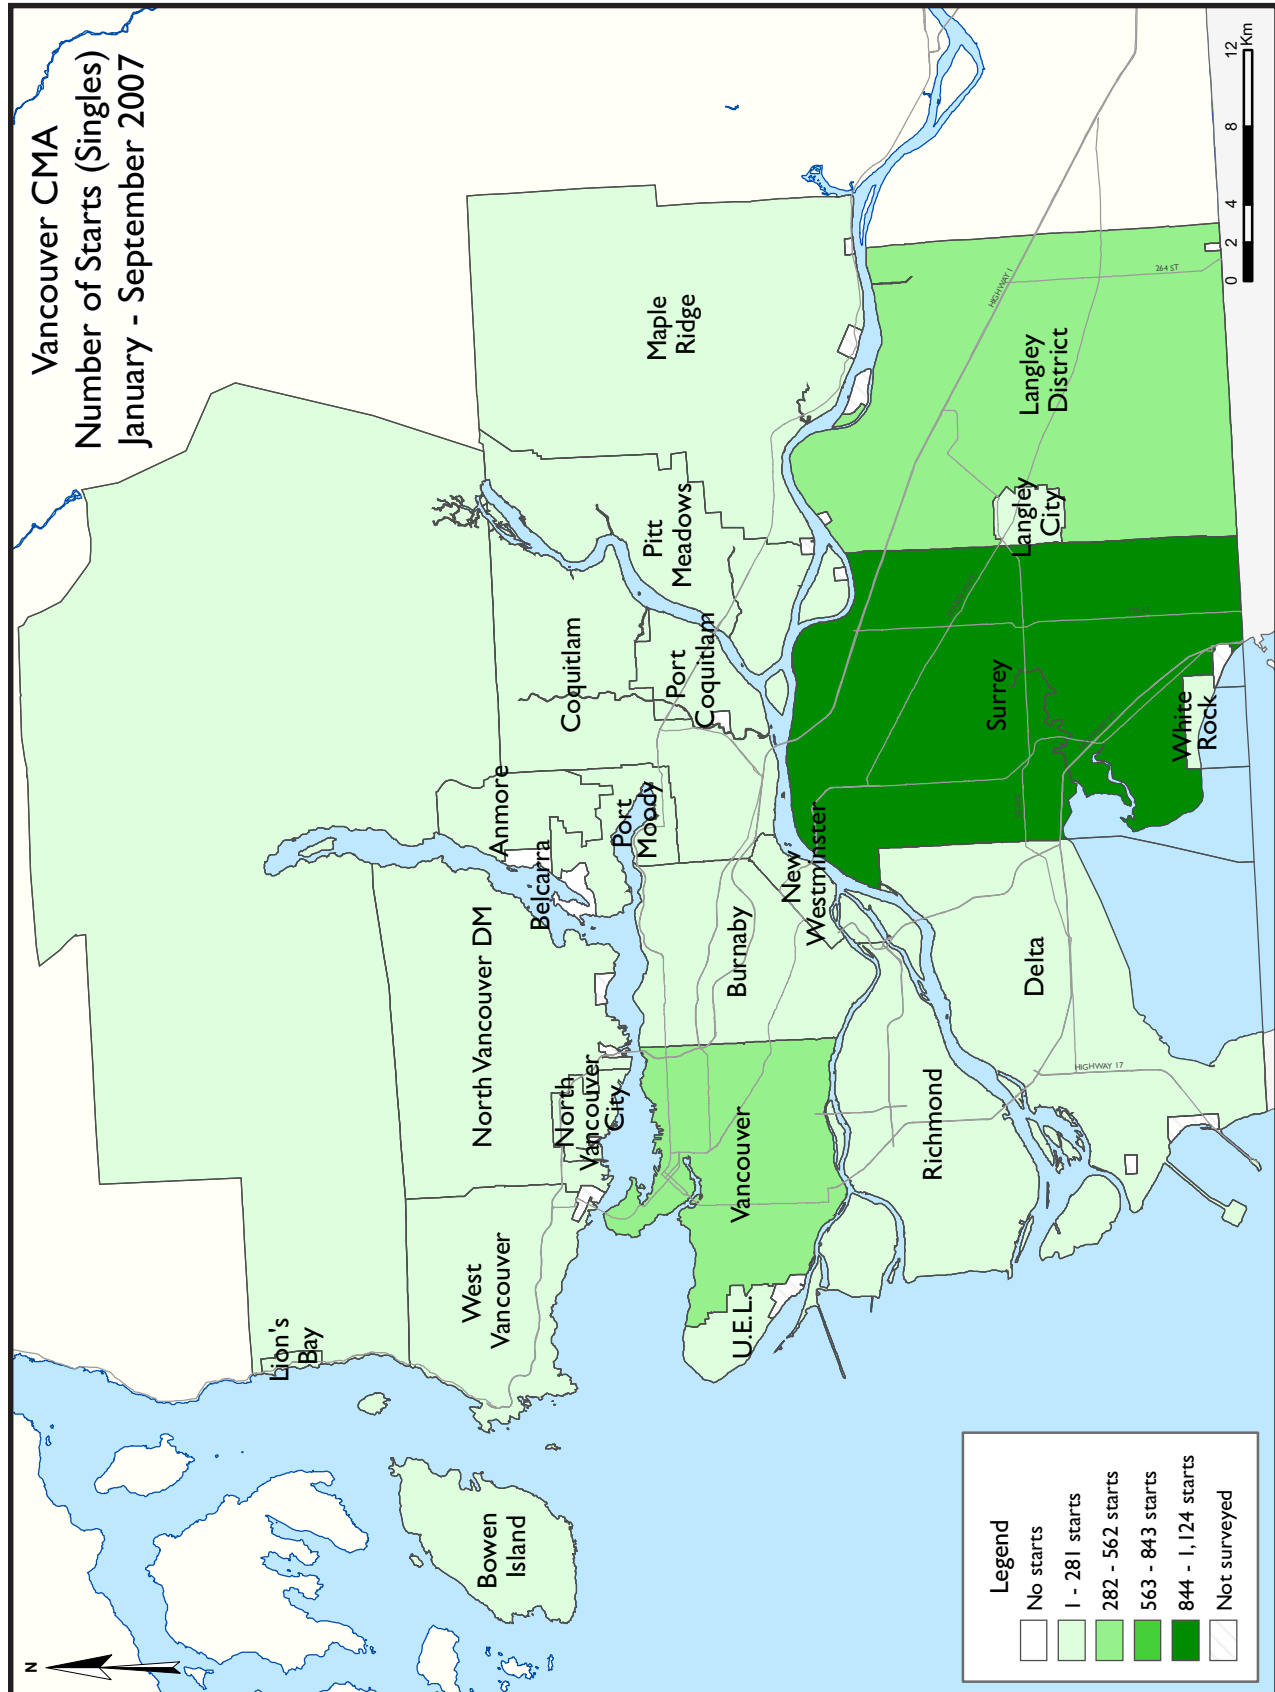 Vancouver CMA
Number of Starts (Singles)
January - September 2007
N
Lion's
Bay
Bowen
Island
West
Vancouver
North Vancouver DM
North
Vancouver
City
Belcarra
Anmore
Port
Moody
Coquitlam
Port
Coquitlam
Pitt
Meadows
Maple
Ridge
U.E.L.
Vancouver
Burnaby
New
Westminster
Richmond
Delta
HIGHWAY 17
Surrey
White
Rock
Langley
City
Langley
District
HIGHWAY 1
264 ST
0 2 4 8 12
Km
Legend
No starts
1 - 281 starts
282 - 562 starts
563 - 843 starts
844 - 1,124 starts
Not surveyed